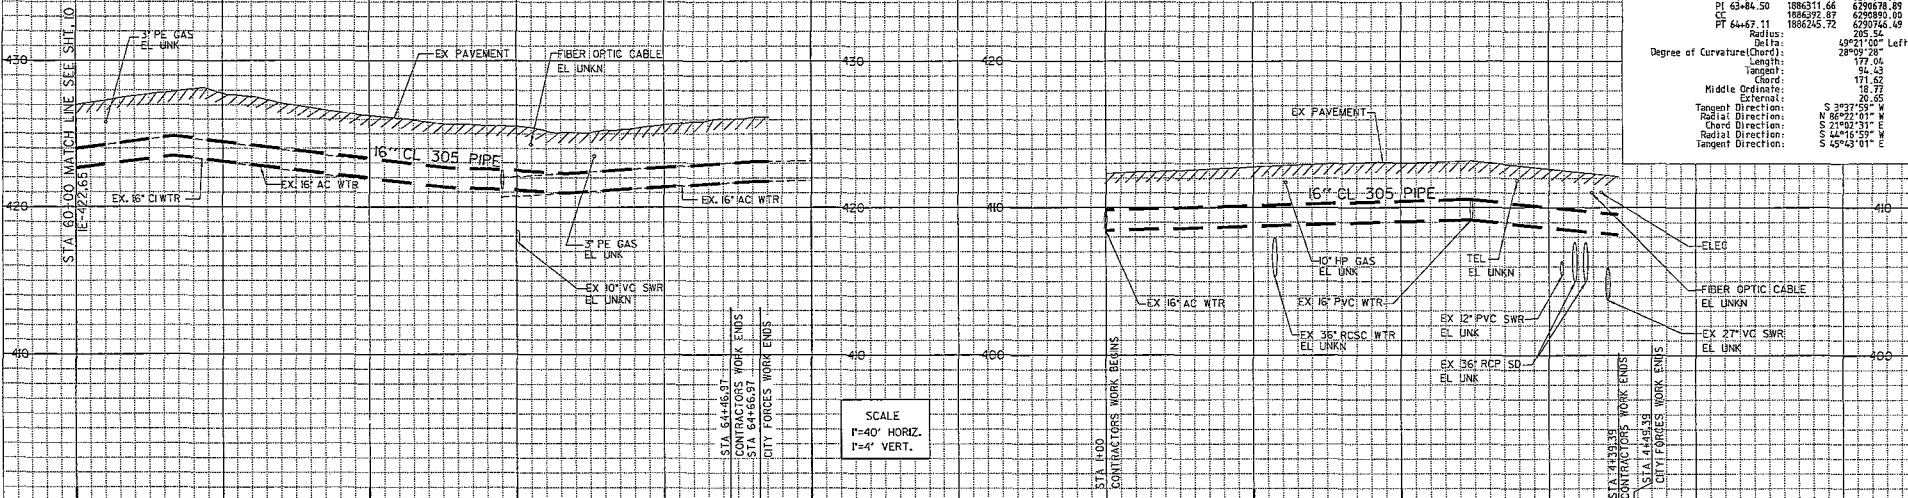 STA 60+00 MATCH LINE SEE SHT. 10
IE=422.65
430
3" PE GAS
EL UNK
EX PAVEMENT
FIBER OPTIC CABLE
EL UNKN
16" CL 305 PIPE
EX. 16" CI WTR
EX. 16" AC WTR
EX. 16" AC WTR
420
3" PE GAS
EL UNK
EX 10" VC SWR
EL UNKN
410
STA 64+46.97
CONTRACTORS WORK ENDS
STA 64+66.97
CITY FORCES WORK ENDS
430
420
410
SCALE
1"=40' HORIZ.
1"=4' VERT.
420
410
400
EX PAVEMENT
16" CL 305 PIPE
10" HP GAS
EL UNK
TEL
EL UNKN
ELEC
EX 16" AC WTR
EX 16" PVC WTR
FIBER OPTIC CABLE
EL UNKN
EX 36" RCSC WTR
EL UNKN
EX 12" PVC SWR
EL UNK
EX 27" VC SWR
EL UNK
EX 36" RCP SD
EL UNK
STA 1+00
CONTRACTORS WORK BEGINS
STA 4+39.39
CONTRACTORS WORK ENDS
STA 4+49.39
CITY FORCES WORK ENDS
410
400
PI 63+84.50 1886311.66 6290678.89
CC 1886392.87 6290890.00
PT 64+67.11 1886245.72 6290746.49
Radius: 205.54
Delta: 49°21'00" Left
Degree of Curvature(Chord): 28°09'28"
Length: 177.04
Tangent: 94.43
Chord: 171.62
Middle Ordinate: 18.77
External: 20.65
Tangent Direction: S 3°37'59" W
Radial Direction: N 86°22'01" W
Chord Direction: S 21°02'31" E
Radial Direction: S 44°16'59" W
Tangent Direction: S 45°43'01" E